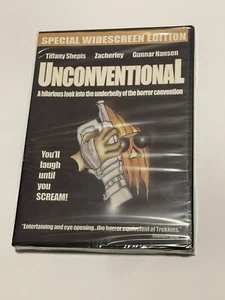 SPECIAL WIDESCREEN EDITION
Tiffany Shepis Zacherley Gunnar Hansen
UNCONVENTIONAL
A hilarious look into the underbelly of the horror convention
You'll
laugh
until
you
SCREAM!
"Entertaining and eye opening...the horror equivalent of Trekkies."